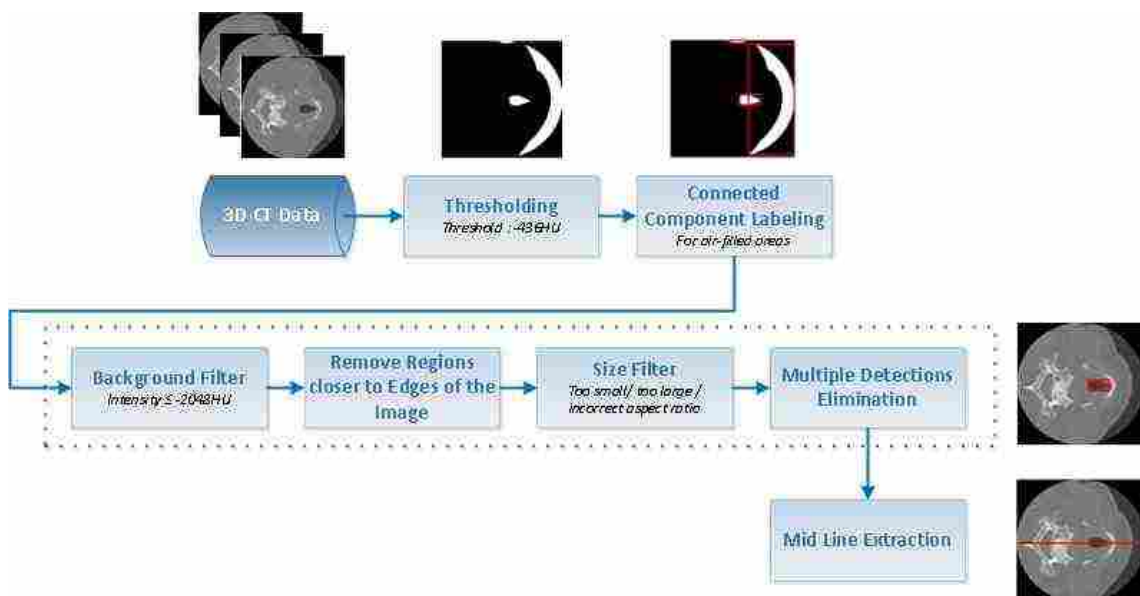 3D CT Data
Thresholding
Threshold : -436HU
Connected
Component Labeling
For air-filled areas
Background Filter
Intensity ≤ -2048HU
Remove Regions
closer to Edges of the
Image
Size Filter
Too small/ too large /
incorrect aspect ratio
Multiple Detections
Elimination
Mid Line Extraction